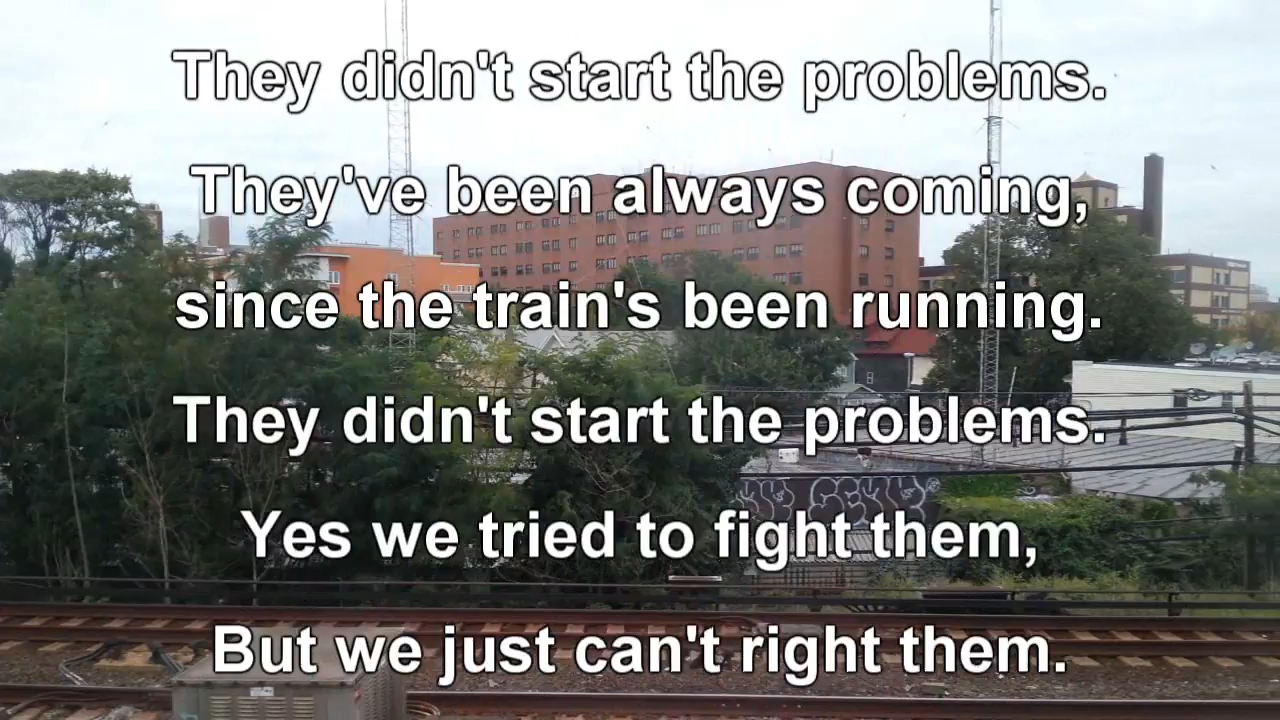 They didn't start the problems.
They've been always coming,
since the train's been running.
They didn't start the problems.
Yes we tried to fight them,
But we just can't right them.